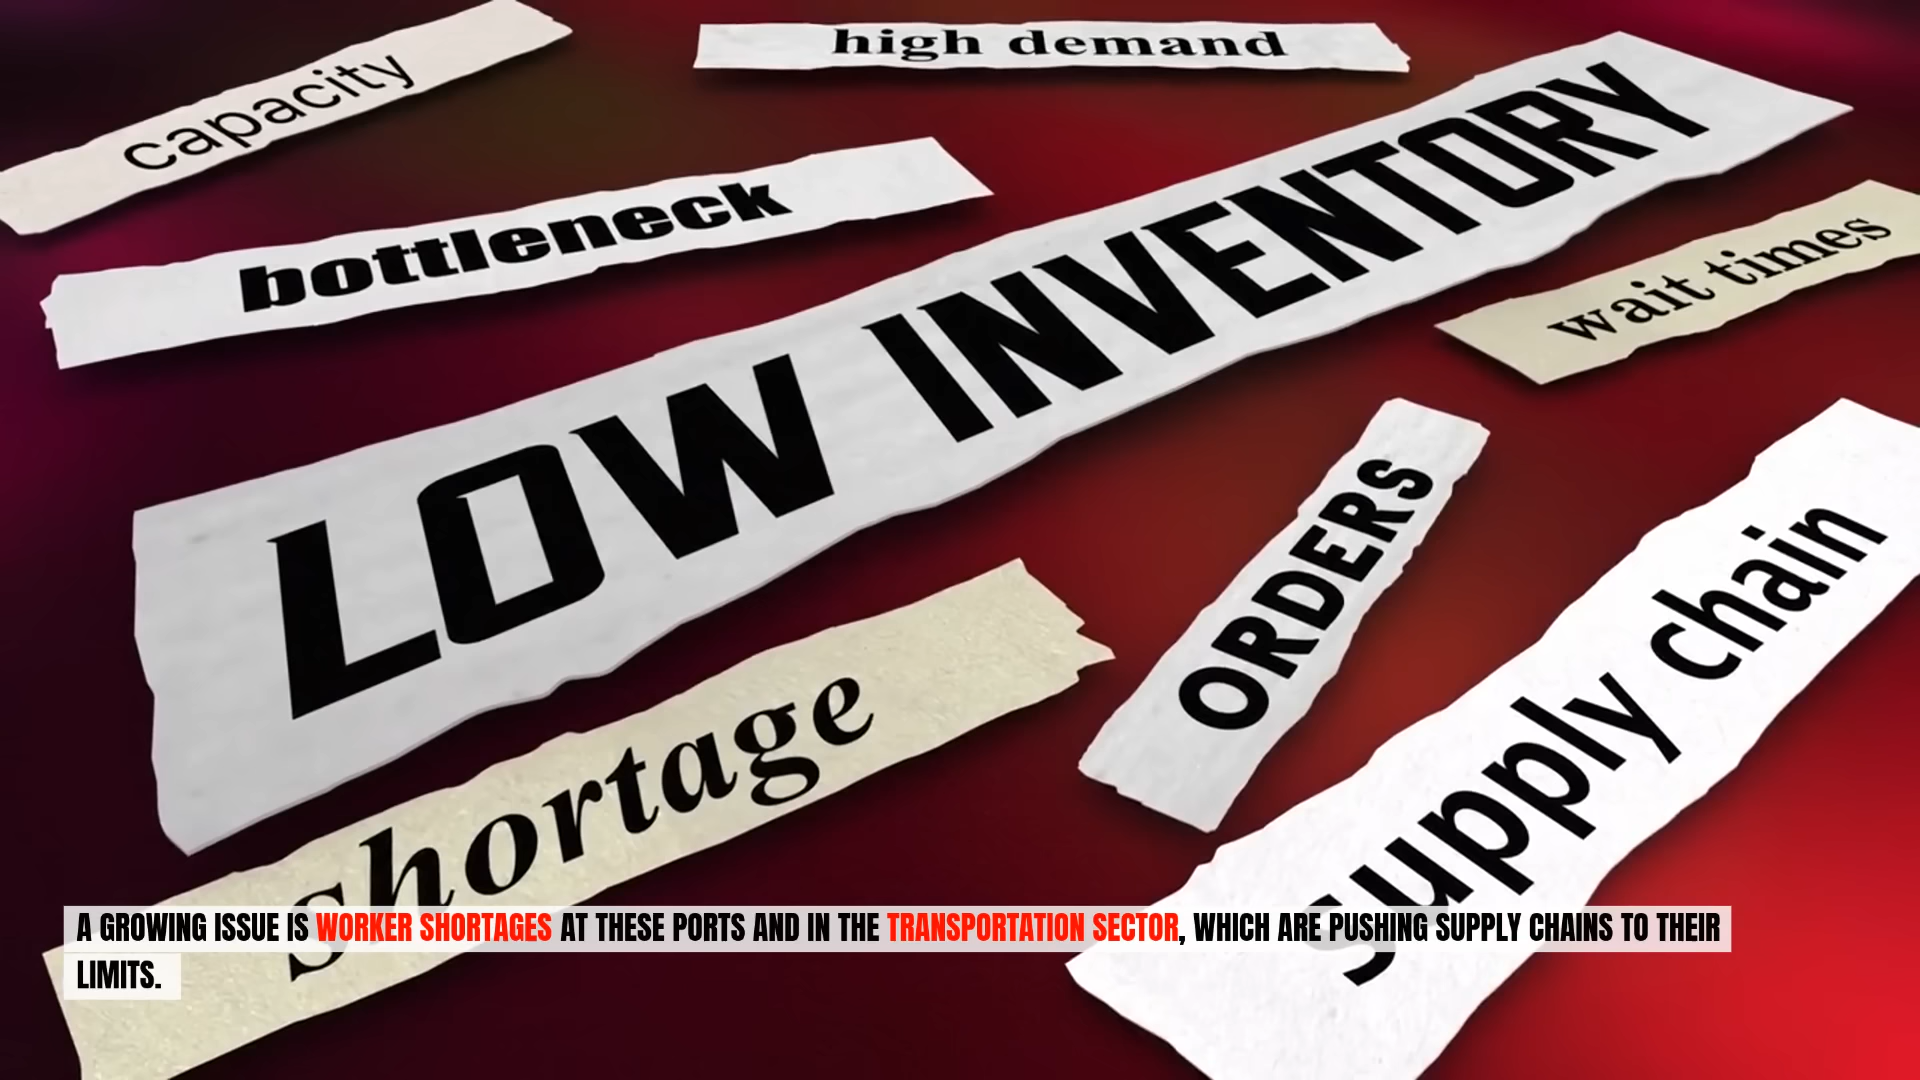 high demand
capacity
bottleneck
LOW INVENTORY
wait times
ORDERS
supply chain
shortage
A GROWING ISSUE IS WORKER SHORTAGES AT THESE PORTS AND IN THE TRANSPORTATION SECTOR, WHICH ARE PUSHING SUPPLY CHAINS TO THEIR
LIMITS.